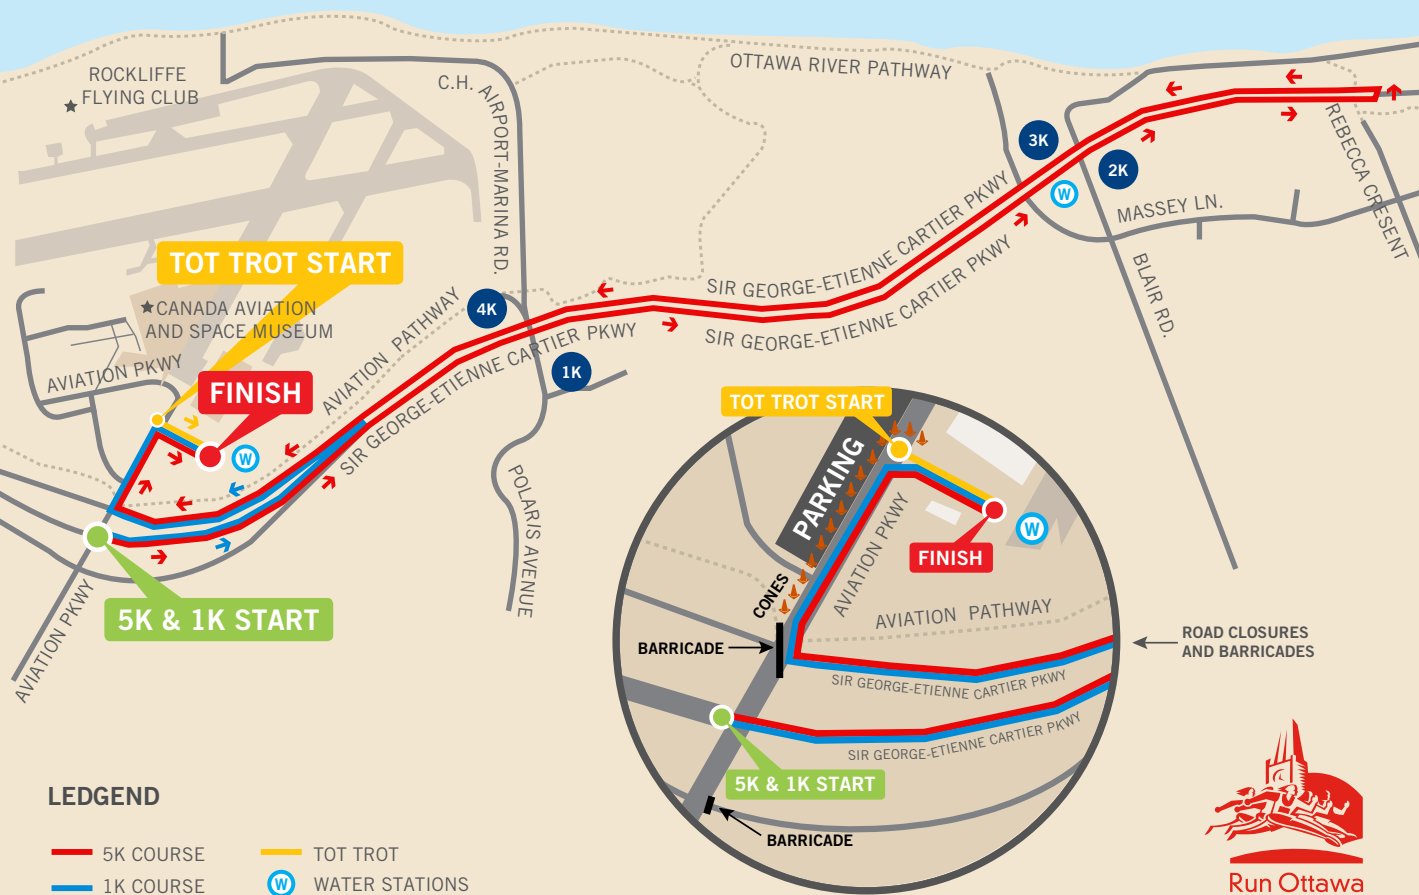 ROCKLIFFE
FLYING CLUB
C.H. AIRPORT-MARINA RD.
OTTAWA RIVER PATHWAY
3K
2K
W
REBECCA CRESENT
MASSEY LN.
BLAIR RD.
SIR GEORGE-ETIENNE CARTIER PKWY
SIR GEORGE-ETIENNE CARTIER PKWY
TOT TROT START
CANADA AVIATION
AND SPACE MUSEUM
AVIATION PKWY
AVIATION PATHWAY
4K
1K
SIR GEORGE-ETIENNE CARTIER PKWY
SIR GEORGE-ETIENNE CARTIER PKWY
FINISH
W
POLARIS AVENUE
5K & 1K START
AVIATION PKWY
TOT TROT START
PARKING
AVIATION PKWY
W
FINISH
CONES
AVIATION PATHWAY
BARRICADE
SIR GEORGE-ETIENNE CARTIER PKWY
SIR GEORGE-ETIENNE CARTIER PKWY
5K & 1K START
BARRICADE
ROAD CLOSURES
AND BARRICADES
LEDGEND
5K COURSE
TOT TROT
1K COURSE
W WATER STATIONS
Run Ottawa